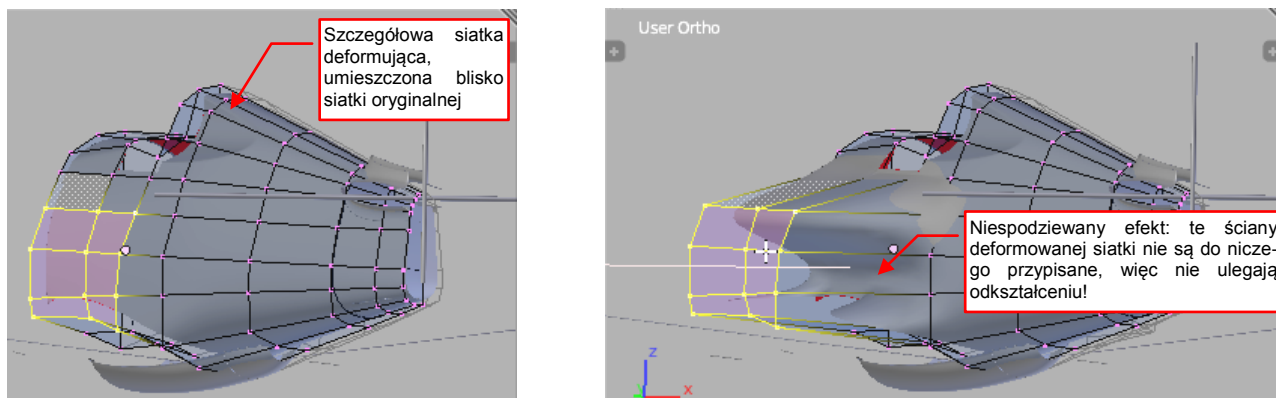 Szczegółowa siatka
deformująca,
umieszczona blisko
siatki oryginalnej
User Ortho
Niespodziewany efekt: te ściany
deformowanej siatki nie są do nicze-
go przypisane, więc nie ulegają
odkształceniu!
z
x